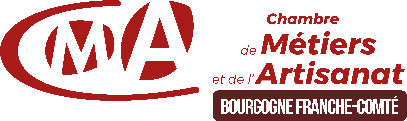 CMA
Chambre
de Métiers
et de l'Artisanat
BOURGOGNE FRANCHE-COMTÉ